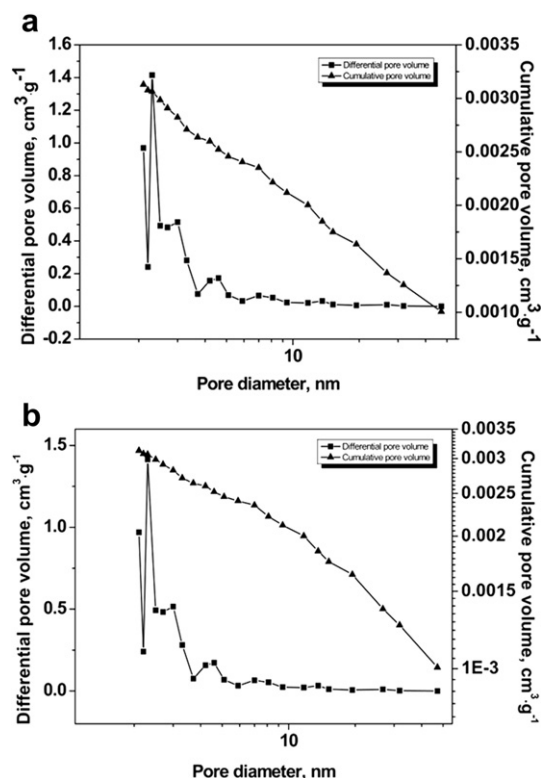 a
1.6
1.4
1.2
1.0
0.8
0.6
0.4
0.2
0.0
-0.2
Differential pore volume, cm³·g⁻¹
Differential pore volume
Cumulative pore volume
0.0035
0.0030
0.0025
0.0020
0.0015
0.0010
Cumulative pore volume, cm³·g⁻¹
10
Pore diameter, nm
b
1.5
1.0
0.5
0.0
Differential pore volume, cm³·g⁻¹
Differential pore volume
Cumulative pore volume
0.0035
0.003
0.0025
0.002
0.0015
1E-3
Cumulative pore volume, cm³·g⁻¹
10
Pore diameter, nm